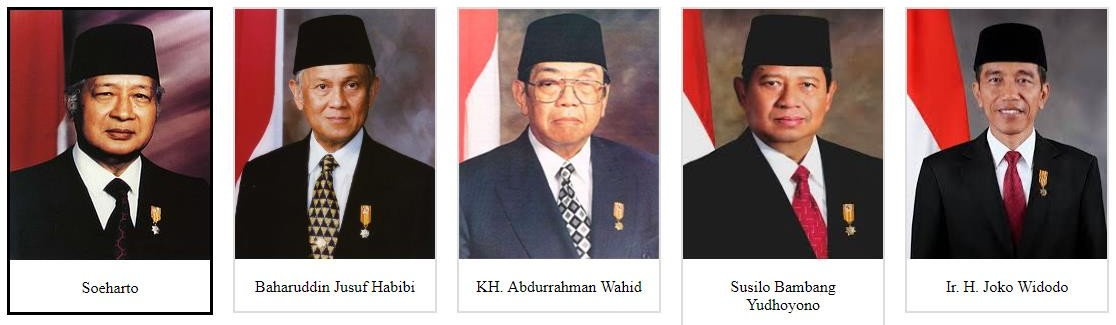 Soeharto
Baharuddin Jusuf Habibi
KH. Abdurrahman Wahid
Susilo Bambang
Yudhoyono
Ir. H. Joko Widodo